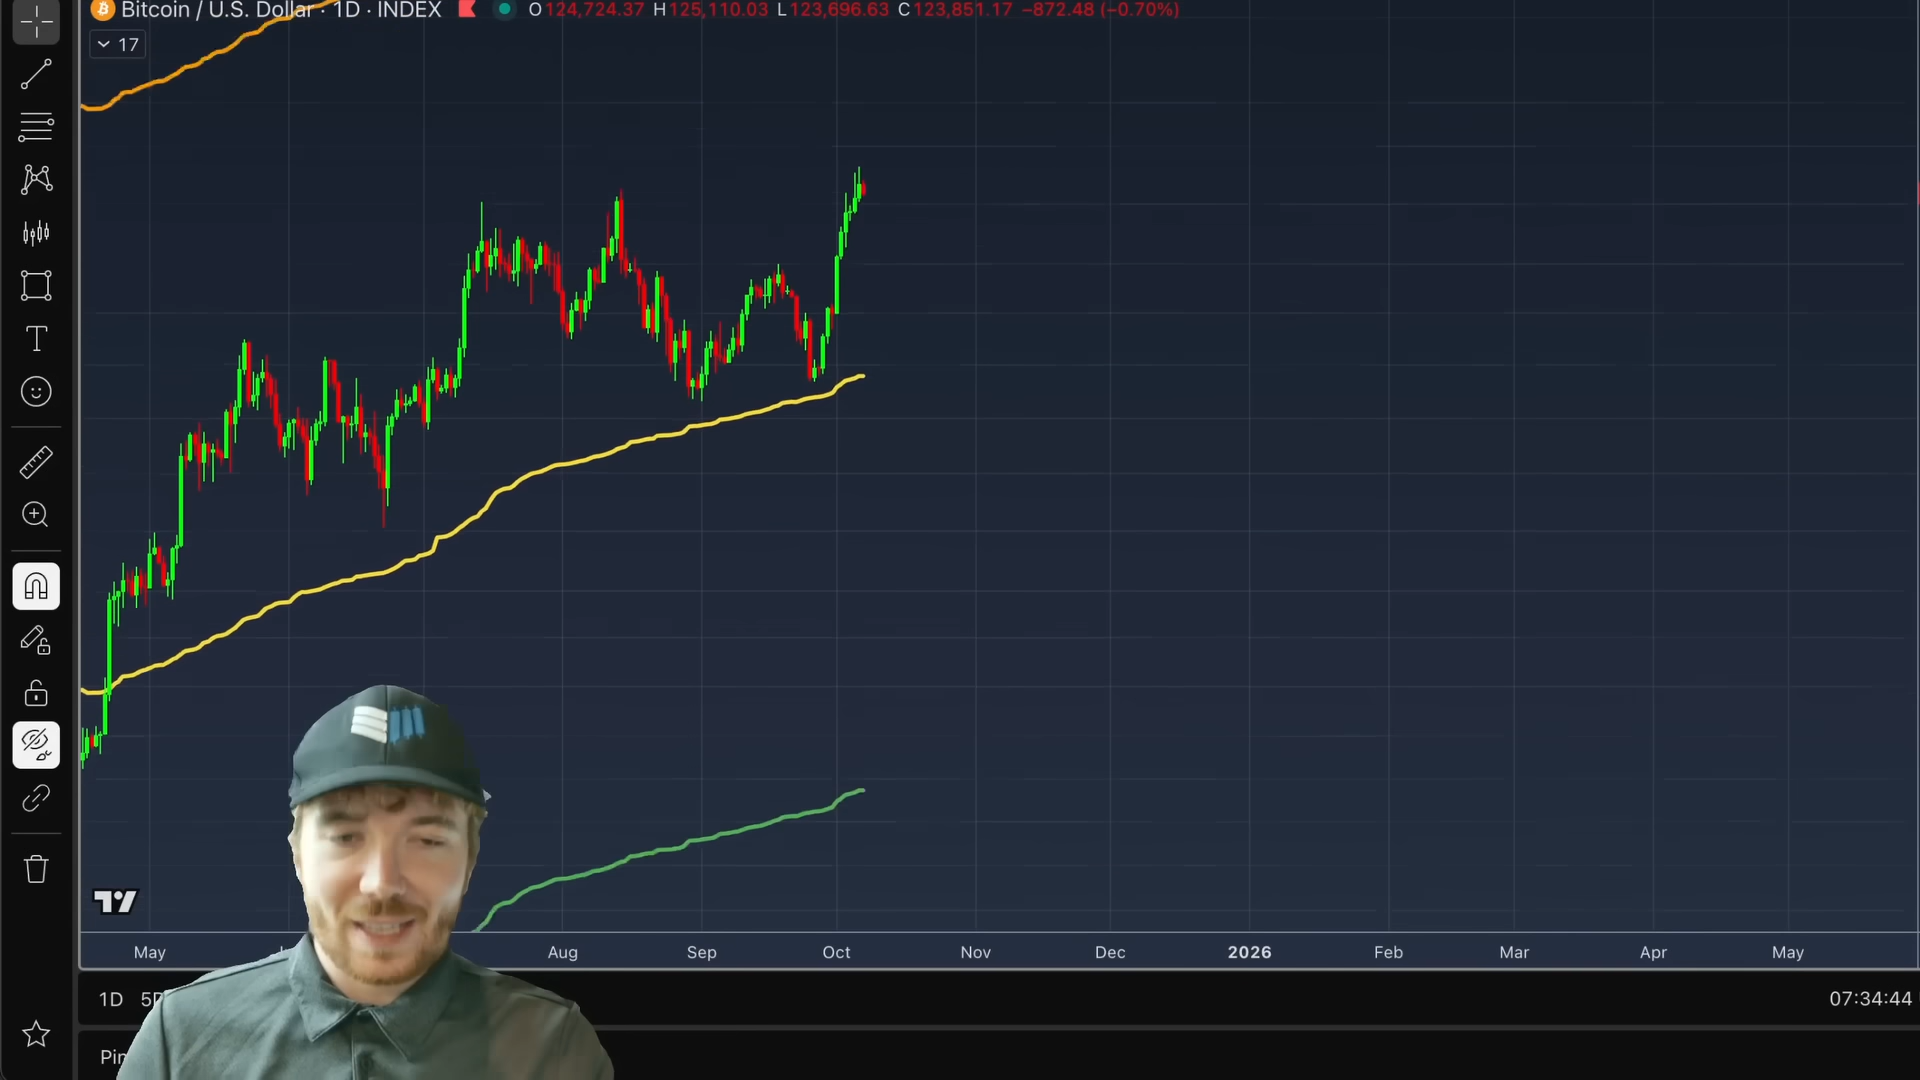 Bitcoin / U.S. Dollar · 1D · INDEX O124,724.37 H125,110.03 L123,696.63 C123,851.17 −872.48 (−0.70%)
17
May Aug Sep Oct Nov Dec 2026 Feb Mar Apr May
1D 07:34:44